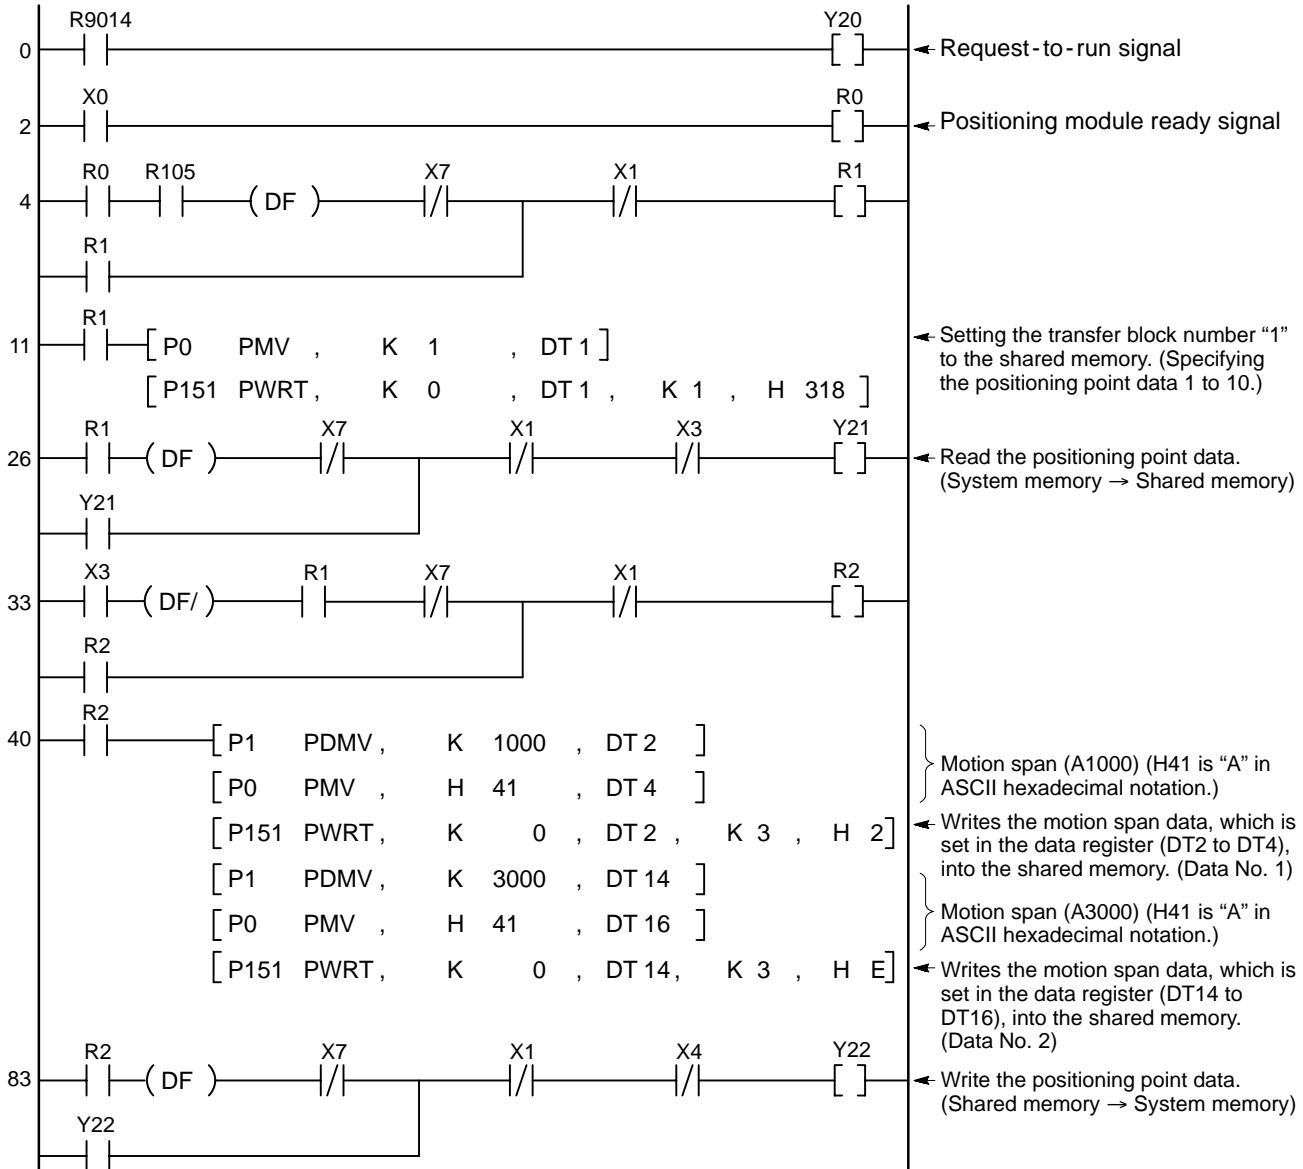 R9014 Y20
0 Request-to-run signal
X0 R0
2 Positioning module ready signal
R0 R105 X7 X1 R1
4 ( DF )
R1
R1
11 [ P0 PMV , K 1 , DT 1 ] Setting the transfer block number “1”
to the shared memory. (Specifying
[ P151 PWRT, K 0 , DT 1 , K 1 , H 318 ] the positioning point data 1 to 10.)
R1 X7 X1 X3 Y21
26 ( DF ) Read the positioning point data.
(System memory → Shared memory)
Y21
X3 R1 X7 X1 R2
33 ( DF/ )
R2
R2
40 [ P1 PDMV , K 1000 , DT 2 ]
Motion span (A1000) (H41 is “A” in
[ P0 PMV , H 41 , DT 4 ] ASCII hexadecimal notation.)
[ P151 PWRT, K 0 , DT 2 , K 3 , H 2 ] Writes the motion span data, which is
set in the data register (DT2 to DT4),
into the shared memory. (Data No. 1)
[ P1 PDMV , K 3000 , DT 14 ]
[ P0 PMV , H 41 , DT 16 ] Motion span (A3000) (H41 is “A” in
ASCII hexadecimal notation.)
[ P151 PWRT, K 0 , DT 14, K 3 , H E ] Writes the motion span data, which is
set in the data register (DT14 to
DT16), into the shared memory.
(Data No. 2)
R2 X7 X1 X4 Y22
83 ( DF ) Write the positioning point data.
(Shared memory → System memory)
Y22